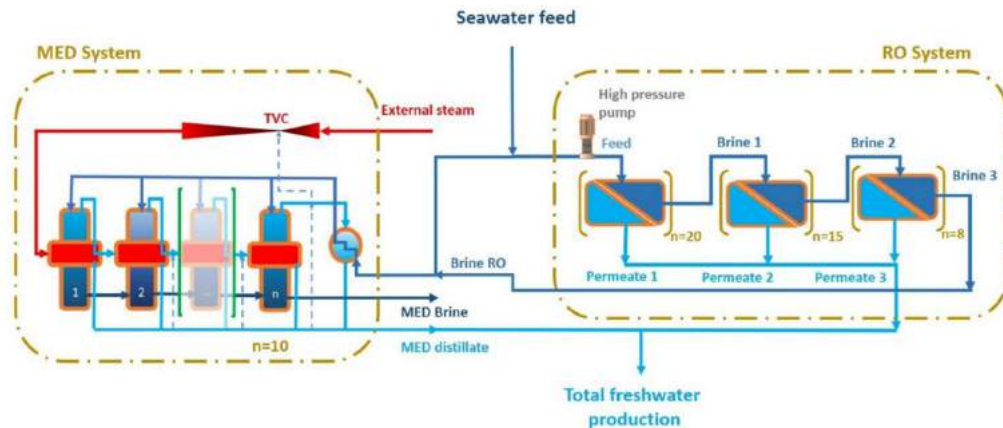 Seawater feed
MED System
RO System
External steam
TVC
High pressure
pump
Feed
Brine 1
Brine 2
Brine 3
n=20
n=15
n=8
Permeate 1
Permeate 2
Permeate 3
Brine RO
1
2
...
n
MED Brine
MED distillate
n=10
Total freshwater
production